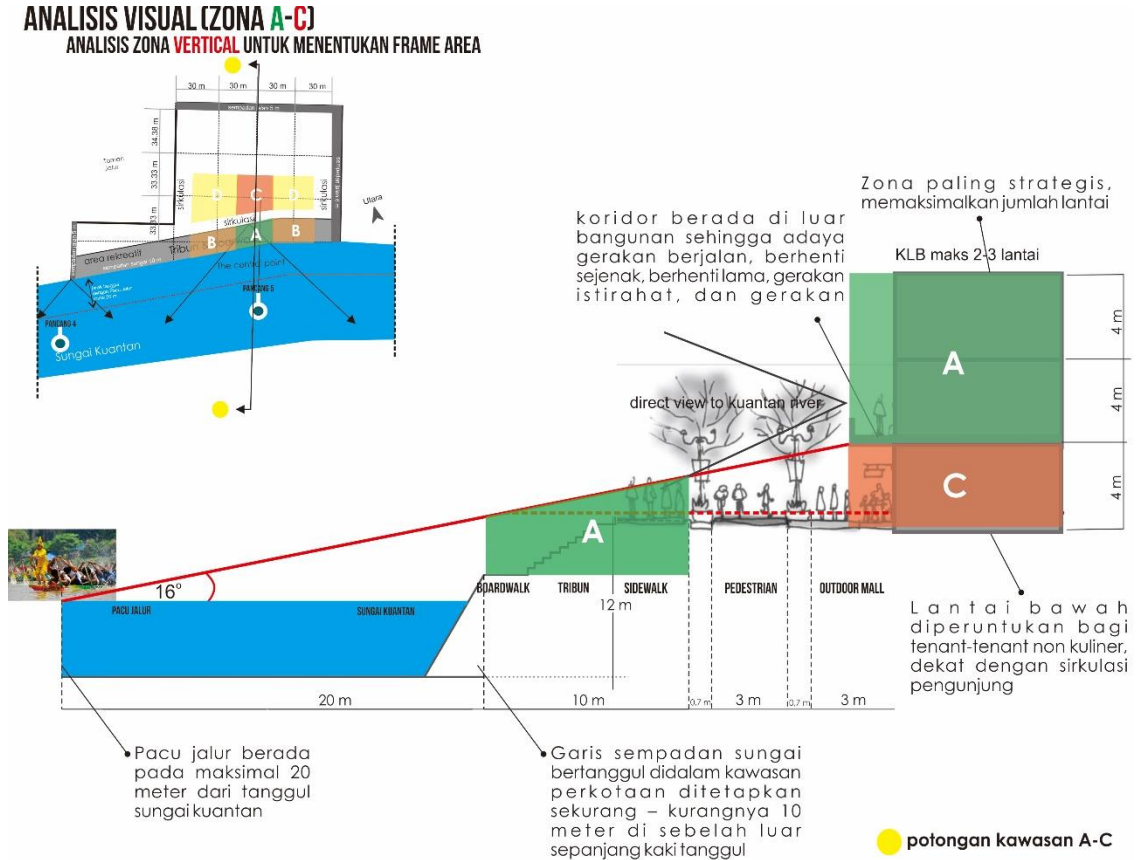 ANALISIS VISUAL (ZONA A-C)
ANALISIS ZONA VERTICAL UNTUK MENENTUKAN FRAME AREA
30 m
30 m
30 m
30 m
34.38 m
33.33 m
33.33 m
Taman
jalur
sirkulasi
sirkulasi
sirkulasi
D
C
D
B
A
B
Utara
area rekreatif
Tribun
The control point
PANCANG 5
PANCANG 4
Sungai Kuantan
koridor berada di luar
bangunan sehingga adaya
gerakan berjalan, berhenti
sejenak, berhenti lama, gerakan
istirahat, dan gerakan
Zona paling strategis,
memaksimalkan jumlah lantai
KLB maks 2-3 lantai
A
C
4 m
4 m
4 m
direct view to kuantan river
A
16°
PACU JALUR
SUNGAI KUANTAN
BOARDWALK
TRIBUN
SIDEWALK
PEDESTRIAN
OUTDOOR MALL
12 m
20 m
10 m
0,7 m
3 m
0,7 m
3 m
Lantai bawah
diperuntukan bagi
tenant-tenant non kuliner,
dekat dengan sirkulasi
pengunjung
Pacu jalur berada
pada maksimal 20
meter dari tanggul
sungai kuantan
Garis sempadan sungai
bertanggul didalam kawasan
perkotaan ditetapkan
sekurang – kurangnya 10
meter di sebelah luar
sepanjang kaki tanggul
potongan kawasan A-C